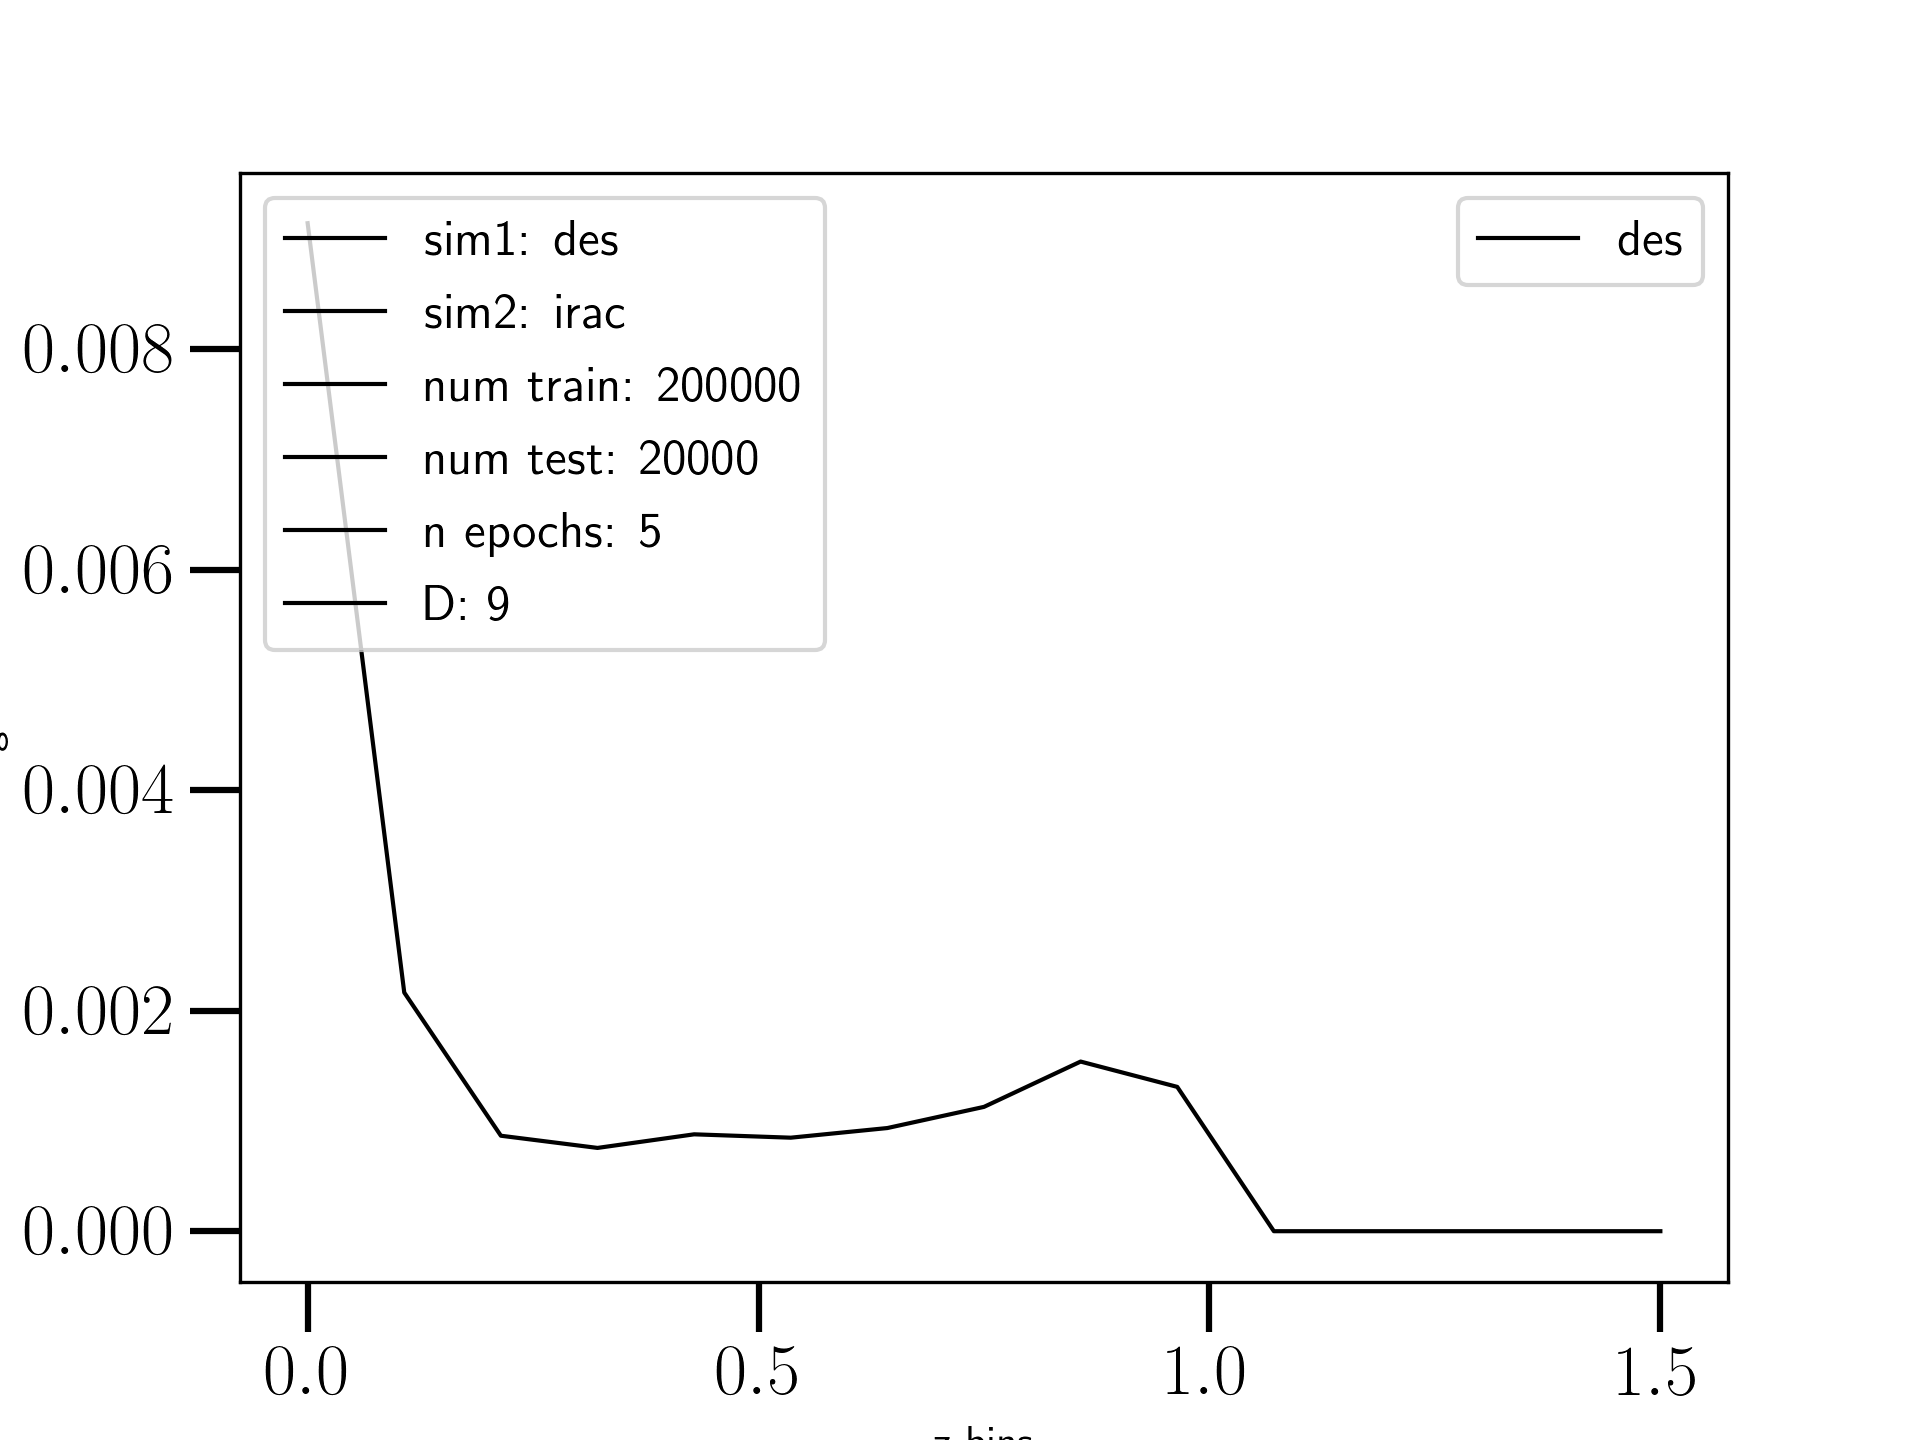 sim1: des
sim2: irac
num train: 200000
num test: 20000
n epochs: 5
D: 9
des
0.008
0.006
0.004
0.002
0.000
0.0 0.5 1.0 1.5
z bins